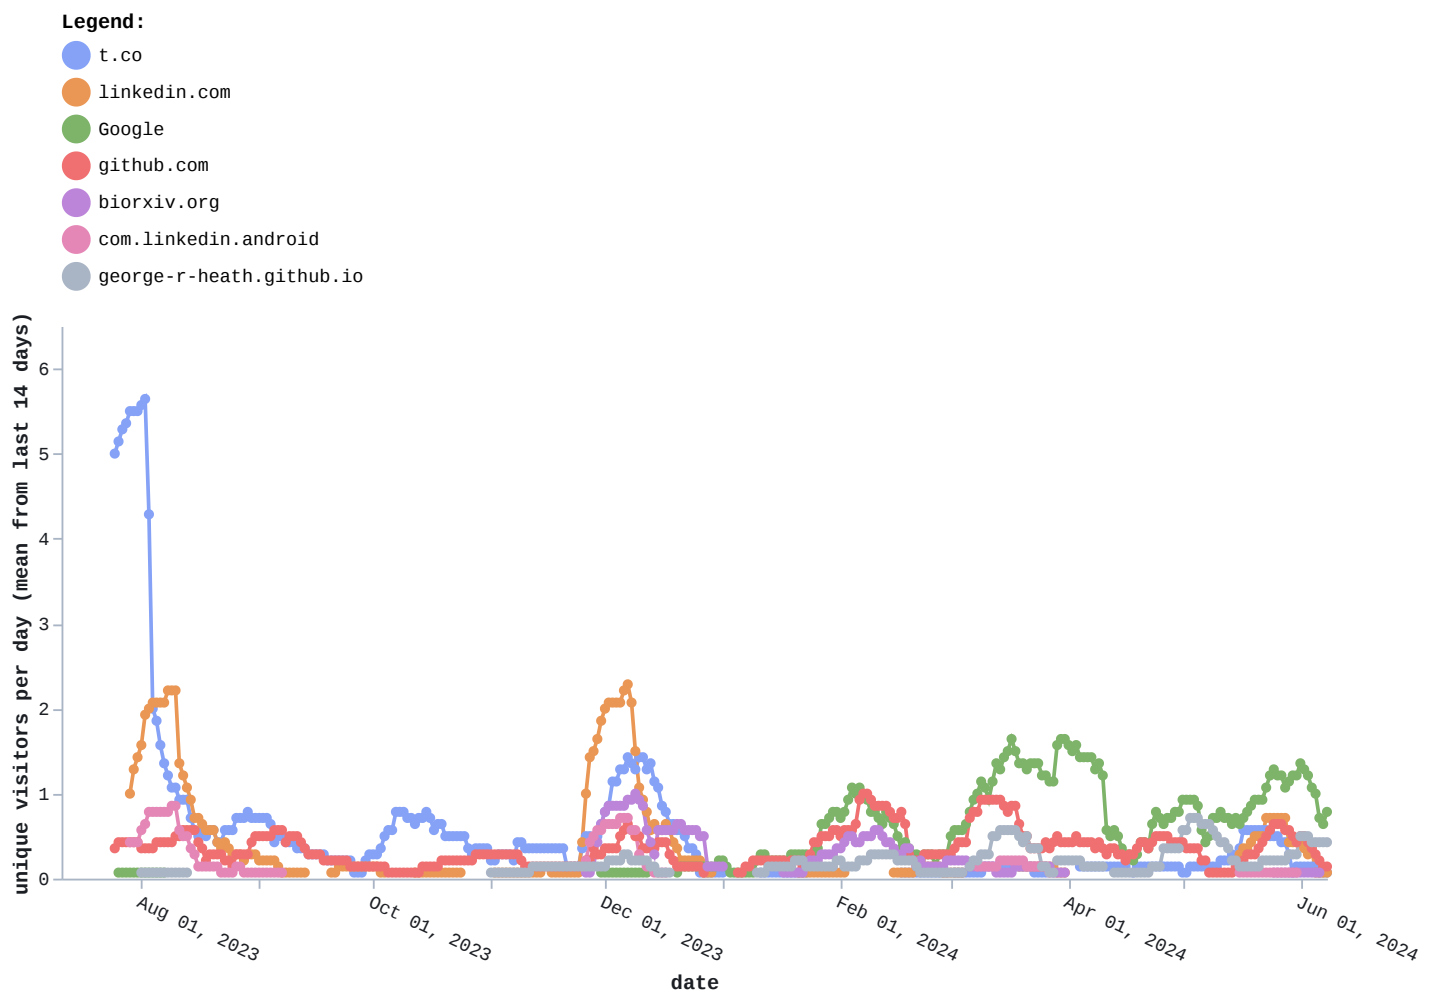 Legend:
t.co
linkedin.com
Google
github.com
biorxiv.org
com.linkedin.android
george-r-heath.github.io
unique visitors per day (mean from last 14 days)
6
5
4
3
2
1
0
Aug 01, 2023
Oct 01, 2023
Dec 01, 2023
Feb 01, 2024
Apr 01, 2024
Jun 01, 2024
date